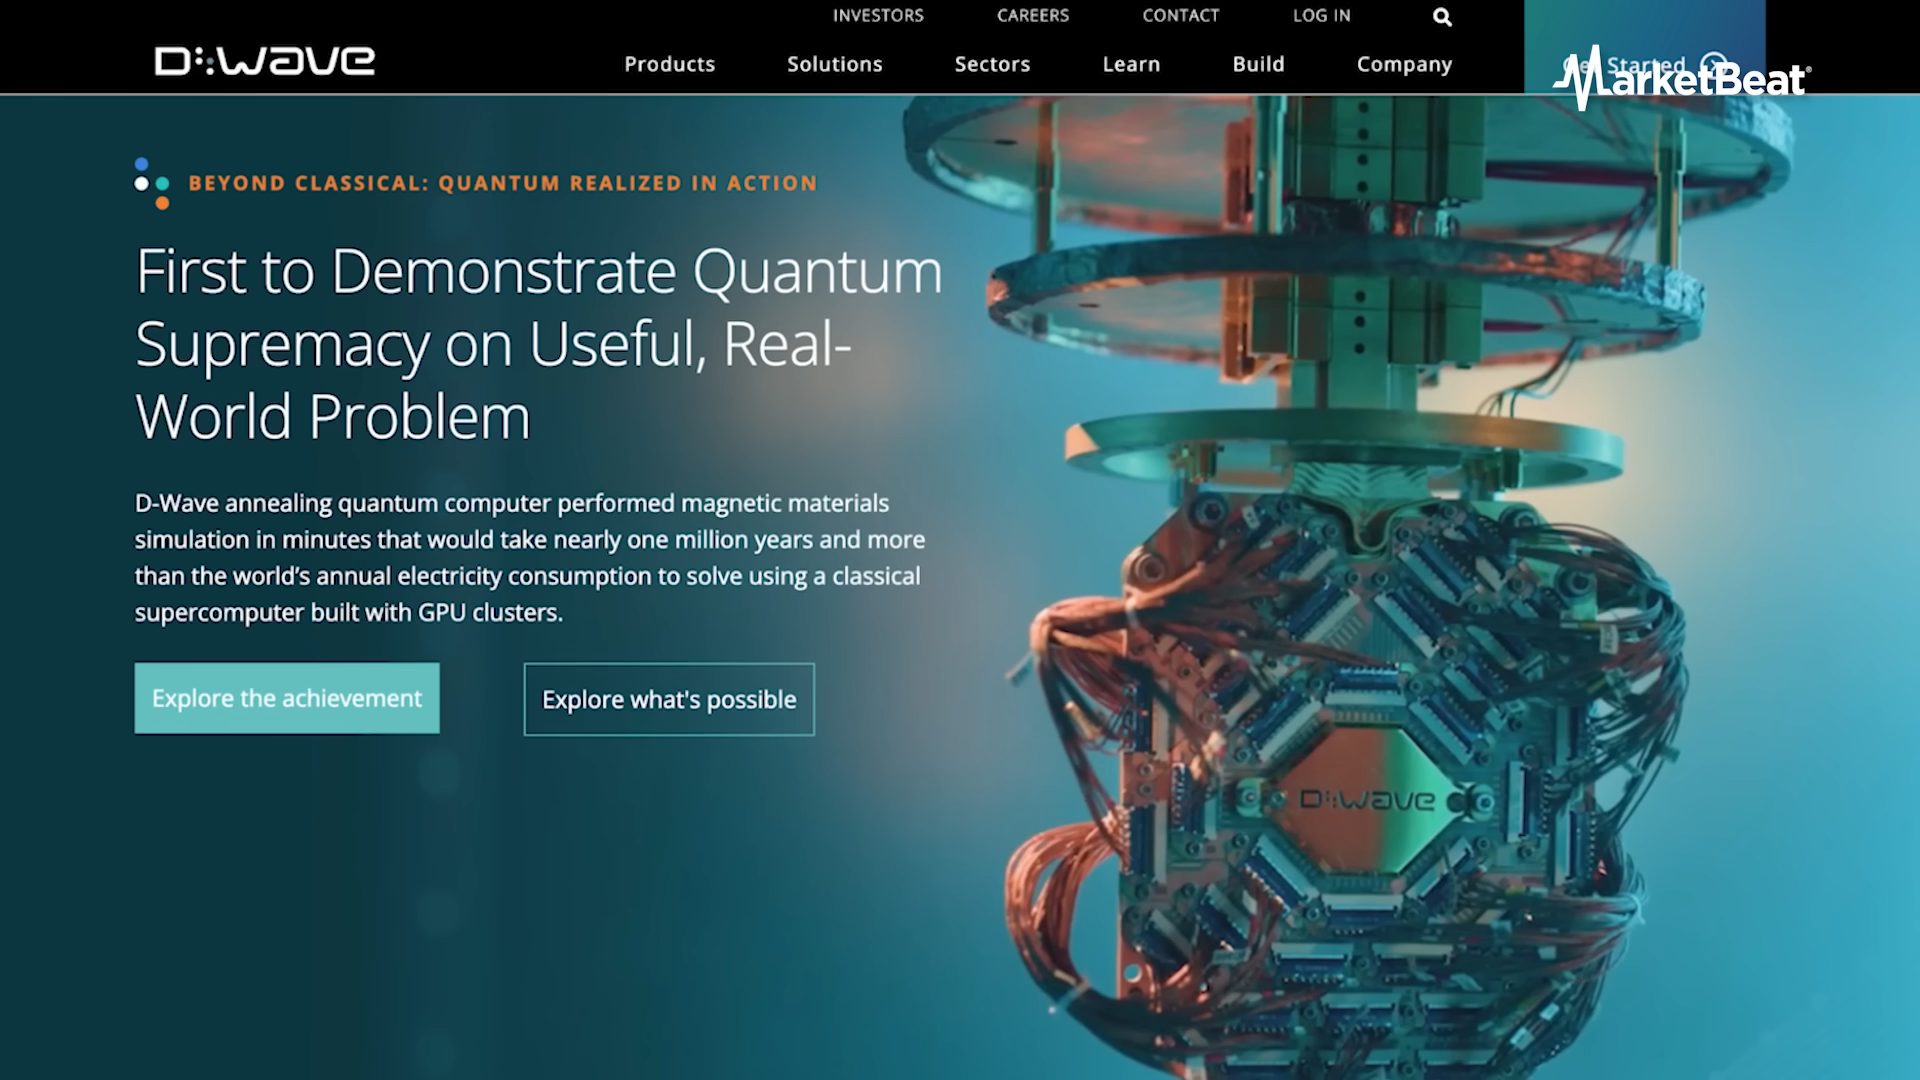 INVESTORS CAREERS CONTACT LOG IN
D:WAVE
Products Solutions Sectors Learn Build Company
Started
MarketBeat
BEYOND CLASSICAL: QUANTUM REALIZED IN ACTION
First to Demonstrate Quantum
Supremacy on Useful, Real-
World Problem
D-Wave annealing quantum computer performed magnetic materials
simulation in minutes that would take nearly one million years and more
than the world's annual electricity consumption to solve using a classical
supercomputer built with GPU clusters.
Explore the achievement
Explore what's possible
D:WAVE